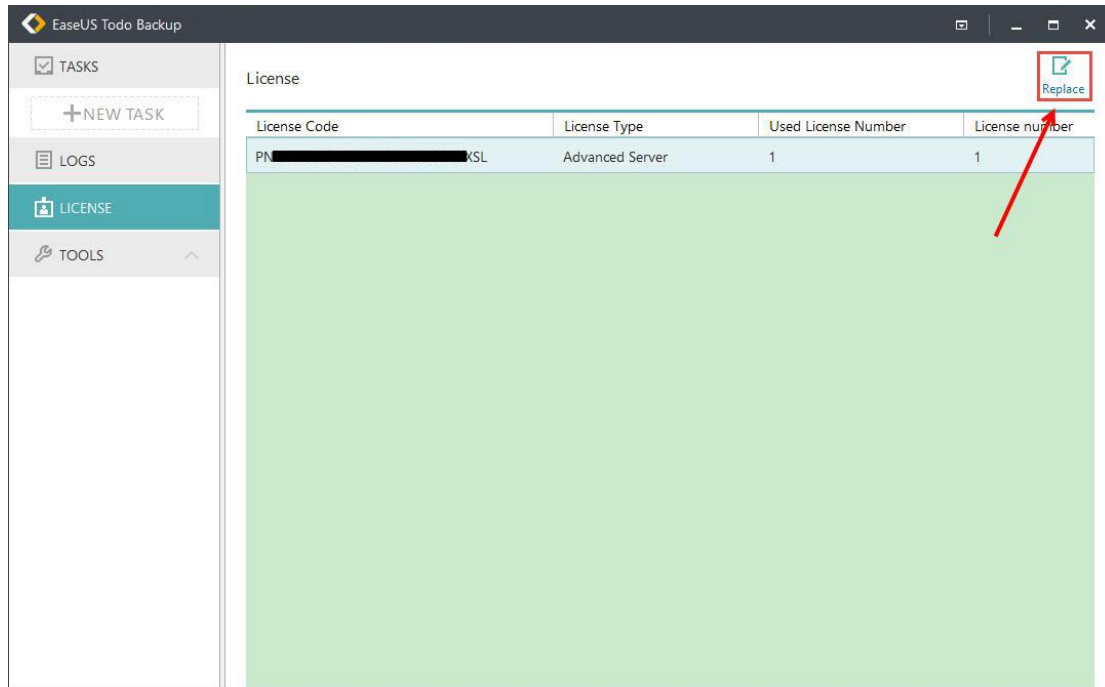 EaseUS Todo Backup
TASKS
NEW TASK
LOGS
LICENSE
TOOLS
License
Replace
License Code License Type Used License Number License number
PN XSL Advanced Server 1 1